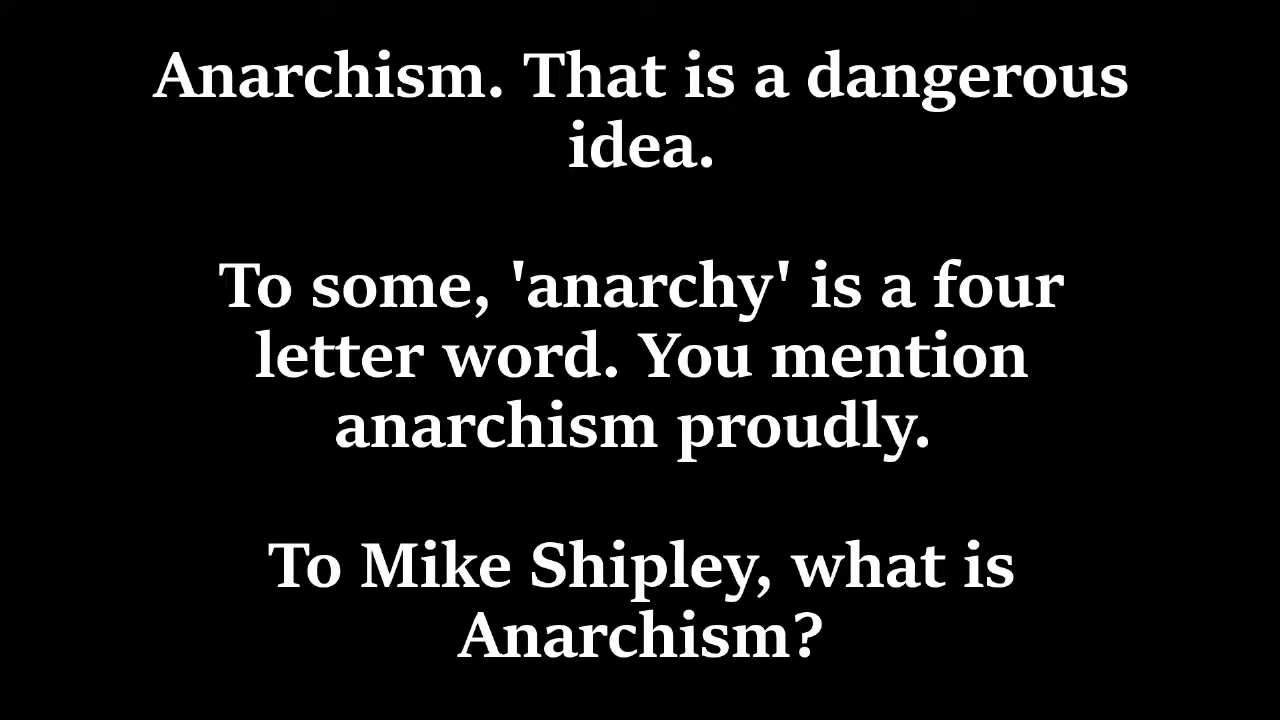 Anarchism. That is a dangerous
idea.
To some, 'anarchy' is a four
letter word. You mention
anarchism proudly.
To Mike Shipley, what is
Anarchism?